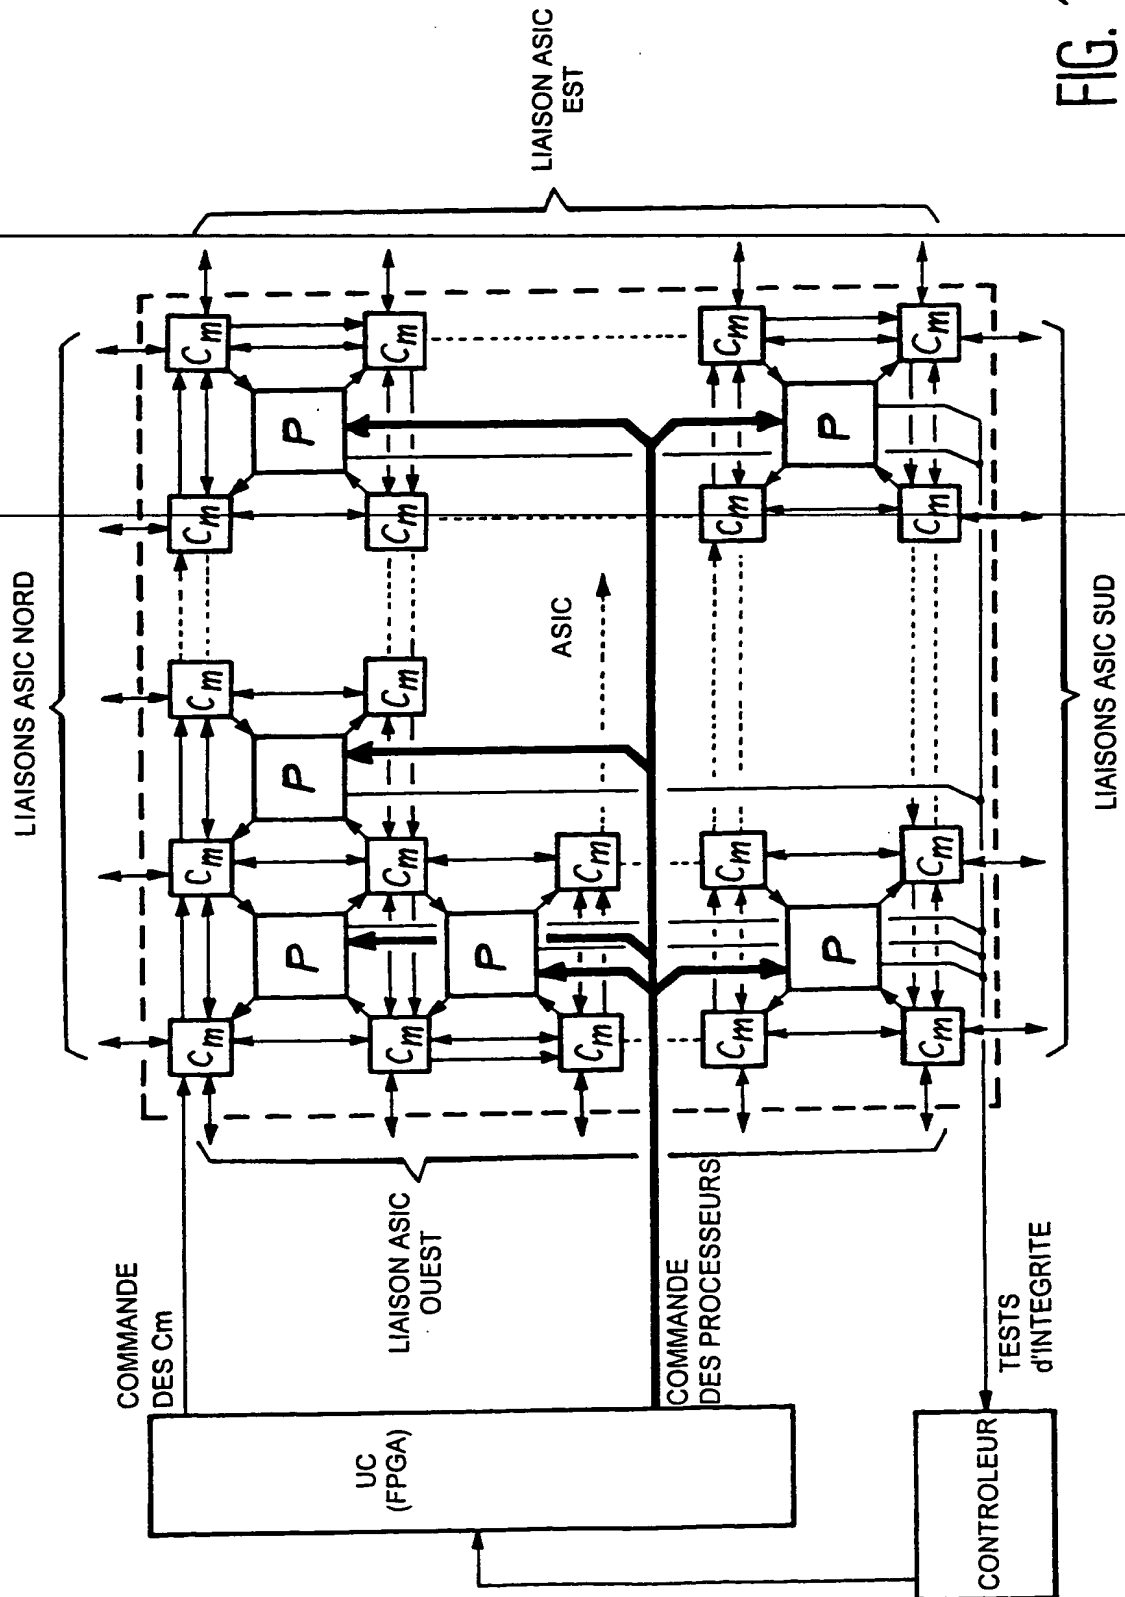 LIAISONS ASIC NORD
COMMANDE
DES Cm
Cm Cm Cm Cm Cm
P P P
UC
(FPGA)
LIAISON ASIC
OUEST
Cm Cm Cm Cm Cm
P
ASIC
LIAISON ASIC
EST
Cm Cm
COMMANDE
DES PROCESSEURS
Cm Cm Cm Cm
P P
Cm Cm Cm Cm
CONTROLEUR
TESTS
d'INTEGRITE
LIAISONS ASIC SUD
FIG.